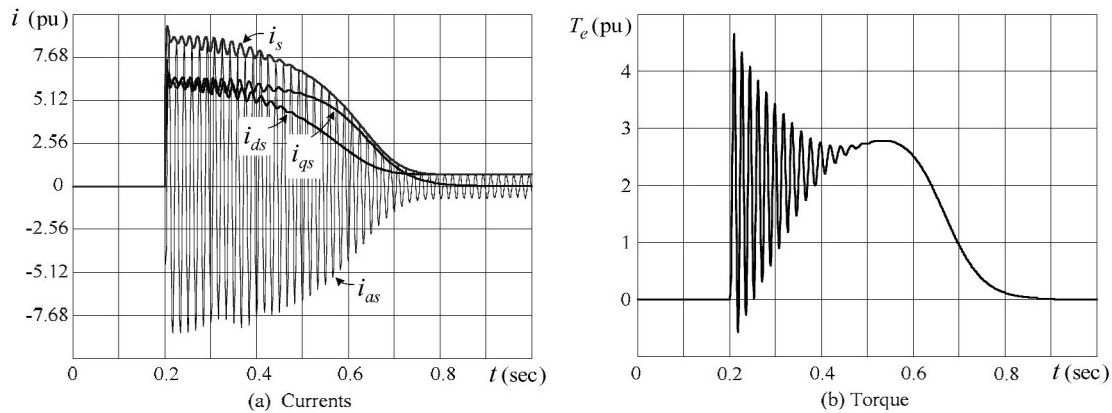 i (pu)
7.68
5.12
2.56
0
-2.56
-5.12
-7.68
i_s
i_ds
i_qs
i_as
0 0.2 0.4 0.6 t (sec)
(a) Currents
T_e (pu)
4
3
2
1
0
0 0.2 0.4 0.6 0.8 t (sec)
(b) Torque